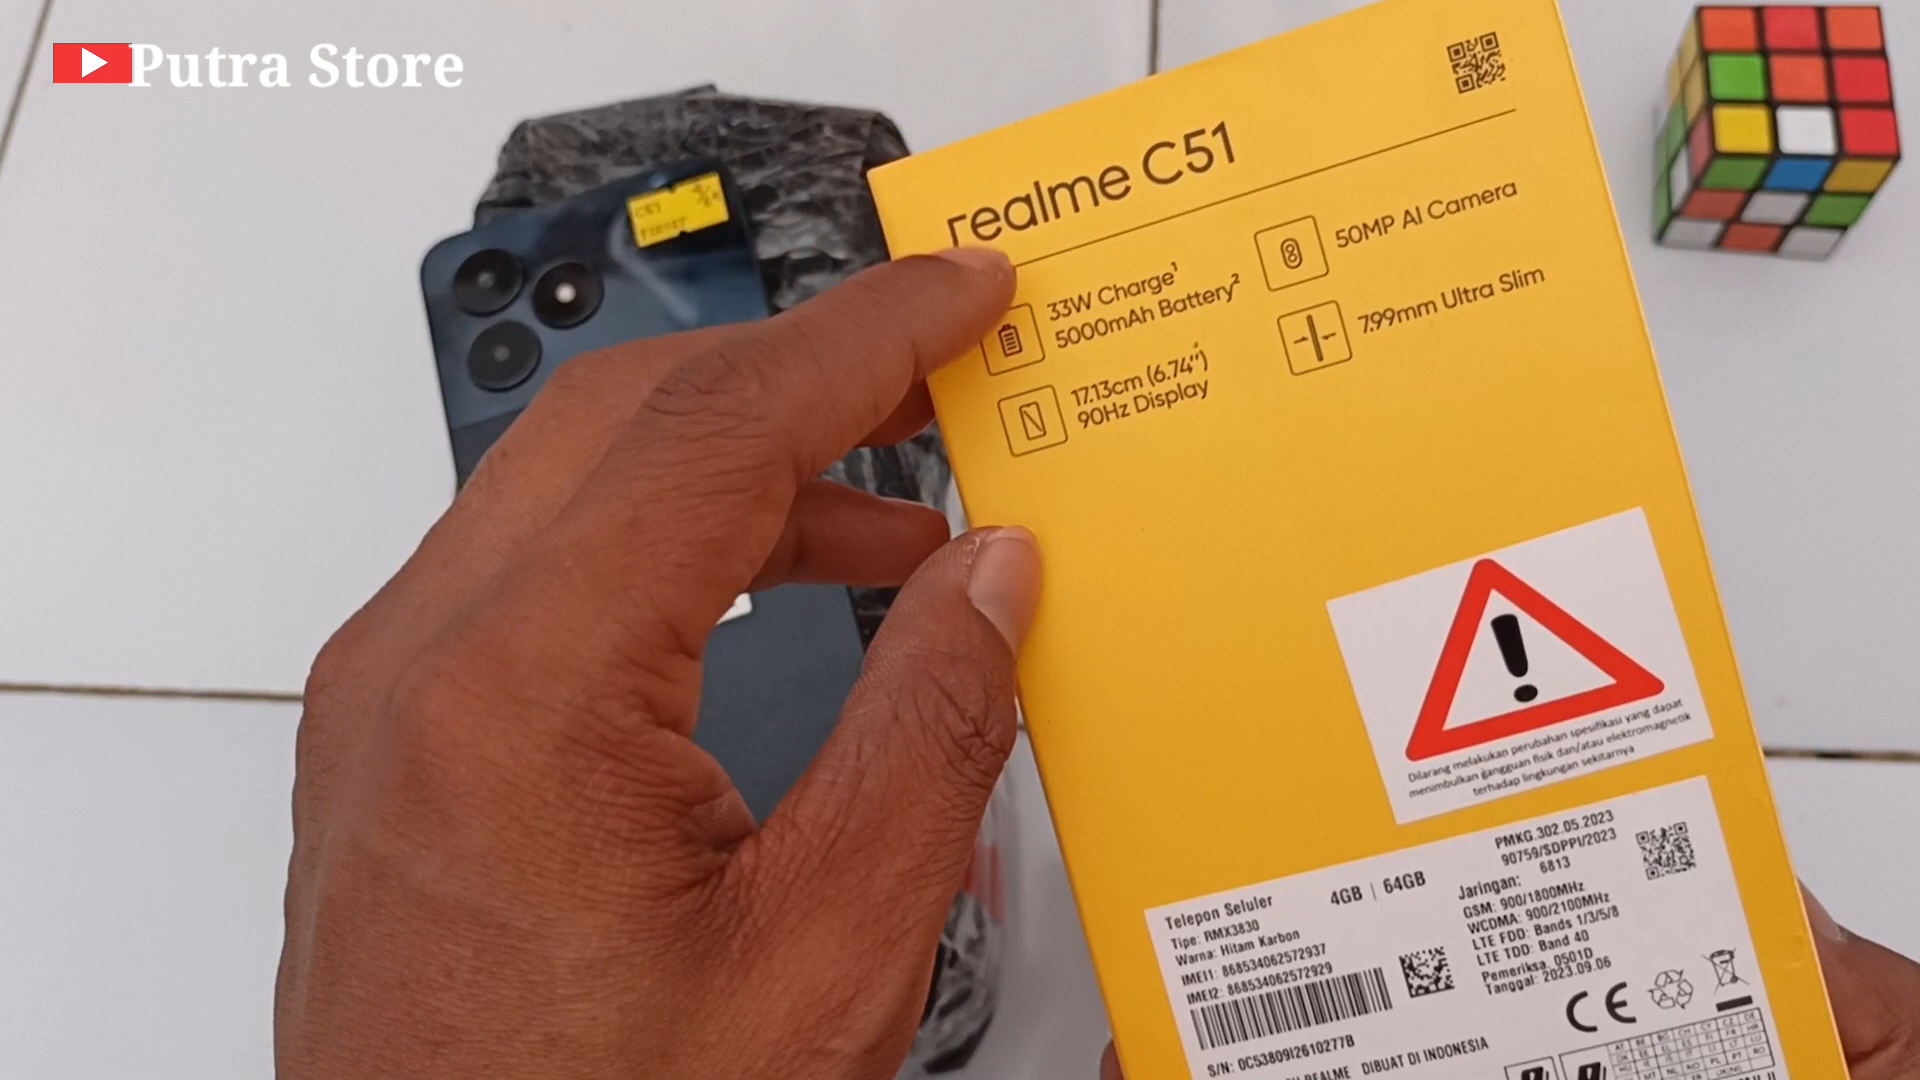 Putra Store
realme C51
33W Charge¹
5000mAh Battery²
50MP AI Camera
17.13cm (6.74")
90Hz Display
7.99mm Ultra Slim
C51
Dilarang melakukan perubahan spesifikasi yang dapat
menimbulkan gangguan fisik dan/atau elektromagnetik
terhadap lingkungan sekitarnya
Telepon Seluler
4GB | 64GB
Tipe: RMX3830
Warna: Hitam Karbon
IMEI1: 868534062572937
IMEI2: 868534062572929
S/N: 0C53809I2610277B
PMKG.302.05.2023
90759/SDPPI/2023
6813
Jaringan:
GSM: 900/1800MHz
WCDMA: 900/2100MHz
LTE FDD: Bands 1/3/5/8
LTE TDD: Band 40
Pemeriksa, 0501D
Tanggal: 2023.09.06
CE
REALME DIBUAT DI INDONESIA